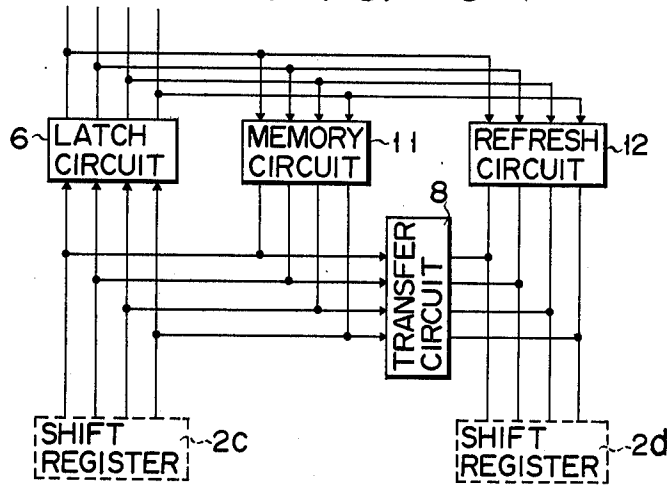 6 LATCH CIRCUIT
MEMORY CIRCUIT 11
REFRESH CIRCUIT 12
8
TRANSFER CIRCUIT
SHIFT REGISTER 2c
SHIFT REGISTER 2d